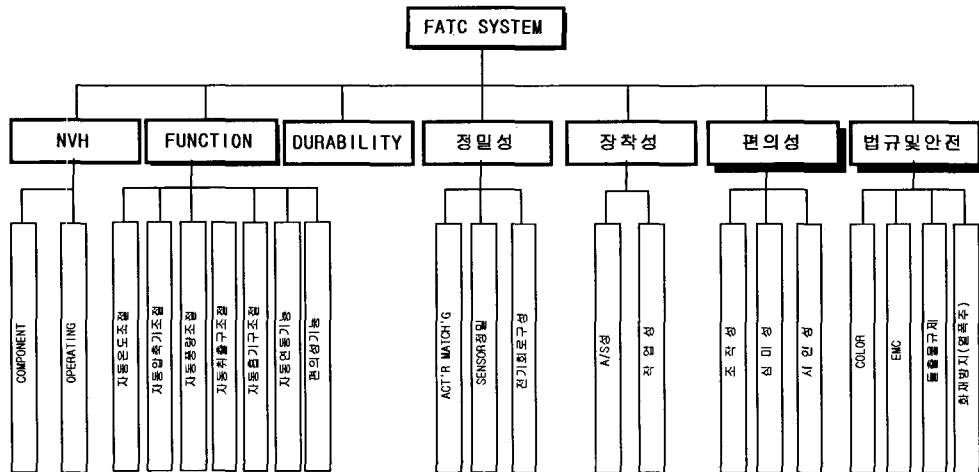 FATC SYSTEM
NVH
FUNCTION
DURABILITY
정밀성
장착성
편의성
법규및안전
COMPONENT
OPERATING
자동온도조절
자동압축기조절
자동풍량조절
자동취출구조절
자동흡기구조절
자동연동기능
편의성기능
ACT'R MATCH'G
SENSOR정밀
전기회로구성
A/S성
작업성
조작성
심미성
시인성
COLOR
EMC
돌출물규제
화재방지(열폭주)